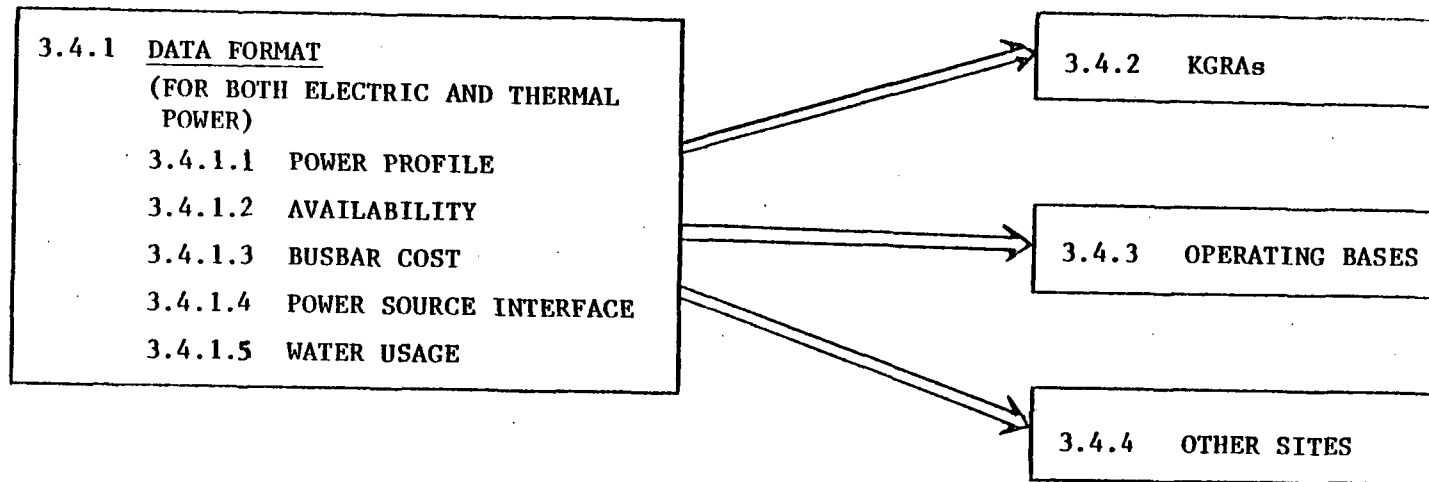 3.4.1 DATA FORMAT
(FOR BOTH ELECTRIC AND THERMAL
POWER)
3.4.1.1 POWER PROFILE
3.4.1.2 AVAILABILITY
3.4.1.3 BUSBAR COST
3.4.1.4 POWER SOURCE INTERFACE
3.4.1.5 WATER USAGE
3.4.2 KGRAs
3.4.3 OPERATING BASES
3.4.4 OTHER SITES